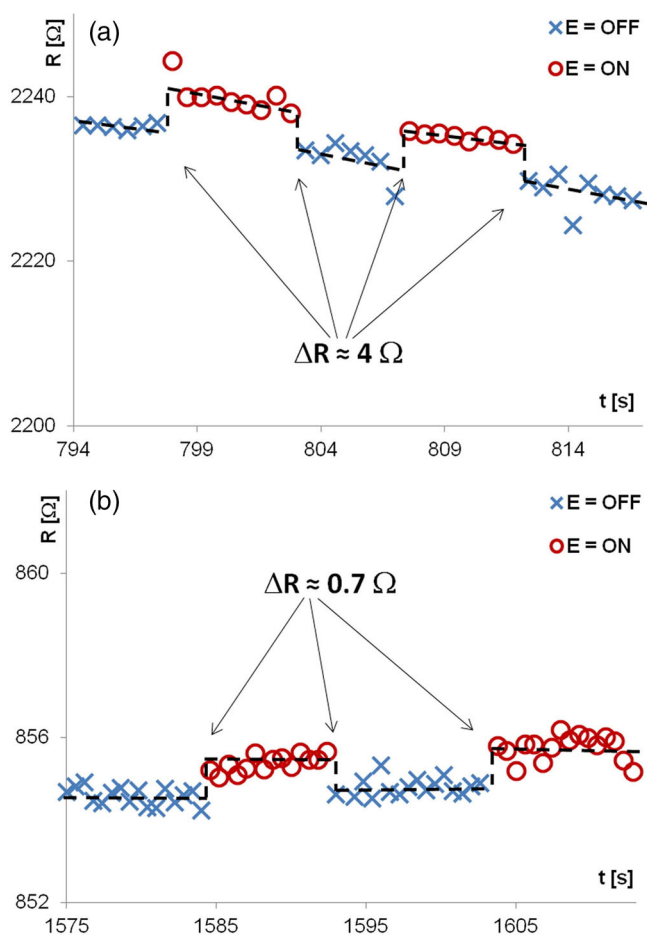 (a)
R [Ω]
E = OFF
E = ON
2240
2220
ΔR ≈ 4 Ω
2200
t [s]
794 799 804 809 814
(b)
R [Ω]
E = OFF
E = ON
860
ΔR ≈ 0.7 Ω
856
t [s]
852
1575 1585 1595 1605